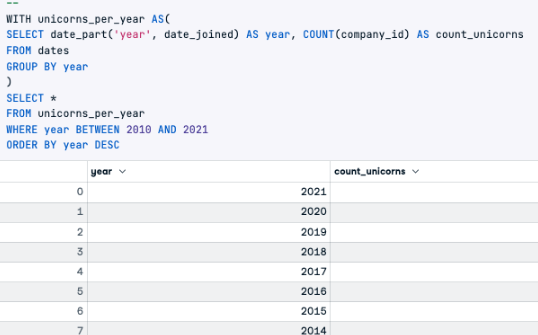 --
WITH unicorns_per_year AS(
SELECT date_part('year', date_joined) AS year, COUNT(company_id) AS count_unicorns
FROM dates
GROUP BY year
)
SELECT *
FROM unicorns_per_year
WHERE year BETWEEN 2010 AND 2021
ORDER BY year DESC
year count_unicorns
0 2021
1 2020
2 2019
3 2018
4 2017
5 2016
6 2015
7 2014